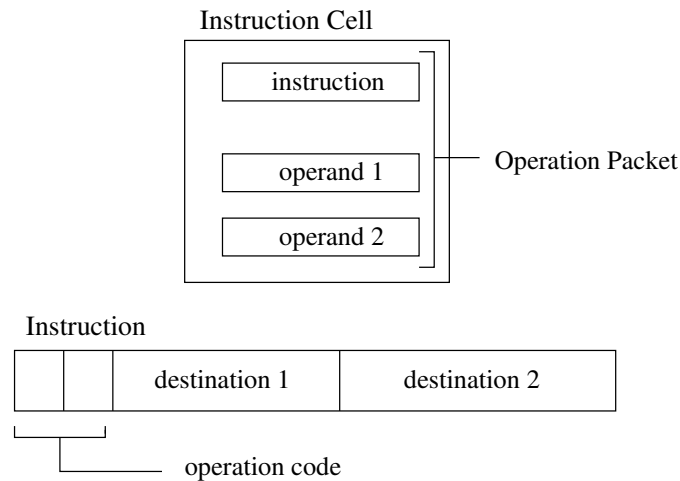 Instruction Cell
instruction
operand 1
Operation Packet
operand 2
Instruction
destination 1 destination 2
operation code